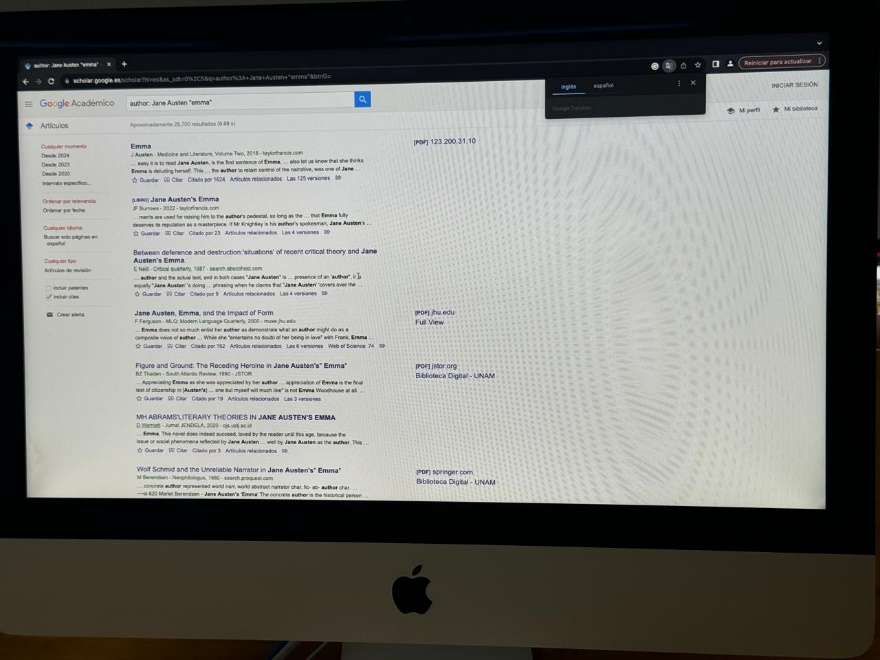 author: Jane Austen "emma"
scholar.google.es
Reiniciar para actualizar
inglés español
Google Translate
INICIAR SESIÓN
Google Académico
author: Jane Austen "emma"
Artículos
Aproximadamente 26,700 resultados
Mi perfil
Mi biblioteca
Cualquier momento
Desde 2024
Desde 2023
Desde 2020
Intervalo específico...
Ordenar por relevancia
Ordenar por fecha
Cualquier idioma
Buscar solo páginas en
español
Cualquier tipo
Artículos de revisión
Incluir patentes
Incluir citas
Crear alerta
Emma
J Austen - Medicine and Literature, Volume Two, 2018 - taylorfrancis.com
... easy it is to read Jane Austen, is the first sentence of Emma, ... also let us know that she thinks
Emma is deluding herself. This ... the author to retain control of the narrative, was one of Jane ...
Guardar Citar Citado por 1824 Artículos relacionados Las 125 versiones
[PDF] 123.200.31.10
[LIBRO] Jane Austen's Emma
JF Burrows - 2022 - taylorfrancis.com
... merits are used for raising him to the author's pedestal, so long as the ... that Emma fully
deserves its reputation as a masterpiece. If Mr Knightley is his author's spokesman, Jane Austen's ...
Guardar Citar Citado por 23 Artículos relacionados Las 4 versiones
Between deference and destruction:'situations' of recent critical theory and Jane
Austen's Emma.
E Neill - Critical quarterly, 1987 - search.ebscohost.com
... author and the actual text, and in both cases "Jane Austen" is ... presence of an 'author', it
equally "Jane Austen" 's doing ... phrasing when he claims that "Jane Austen" 'covers over the ...
Guardar Citar Citado por 9 Artículos relacionados Las 4 versiones
Jane Austen, Emma, and the Impact of Form
F Ferguson - MLQ: Modern Language Quarterly, 2000 - muse.jhu.edu
... Emma does not so much enlist her author as demonstrate what an author might do as a
composite voice of author ... While she "entertains no doubt of her being in love" with Frank, Emma ...
Guardar Citar Citado por 152 Artículos relacionados Las 6 versiones Web of Science: 74
[PDF] jhu.edu
Full View
Figure and Ground: The Receding Heroine in Jane Austen's" Emma"
BZ Thaden - South Atlantic Review, 1990 - JSTOR
... Appreciating Emma as she was appreciated by her author ... appreciation of Emma is the final
test of citizenship in [Austen's] ... one but myself will much like" is not Emma Woodhouse at all ...
Guardar Citar Citado por 19 Artículos relacionados Las 3 versiones
[PDF] jstor.org
Biblioteca Digital - UNAM
MH ABRAMS'LITERARY THEORIES IN JANE AUSTEN'S EMMA
D Wamiati - Jurnal JENDELA, 2020 - ojs.ustj.ac.id
... Emma. This novel does indeed succeed, loved by the reader until this age, because the
issue or social phenomena reflected by Jane Austen ... well by Jane Austen as the author. This ...
Guardar Citar Citado por 3 Artículos relacionados
Wolf Schmid and the Unreliable Narrator in Jane Austen's" Emma"
M Berendsen - Neophilologus, 1980 - search.proquest.com
... concrete author represented world narr. world abstract narrator char. fic- ab- author char. ...
620 Mariel Berendsen - Jane Austen's 'Emma' The concrete author is the historical person ...
[PDF] springer.com
Biblioteca Digital - UNAM